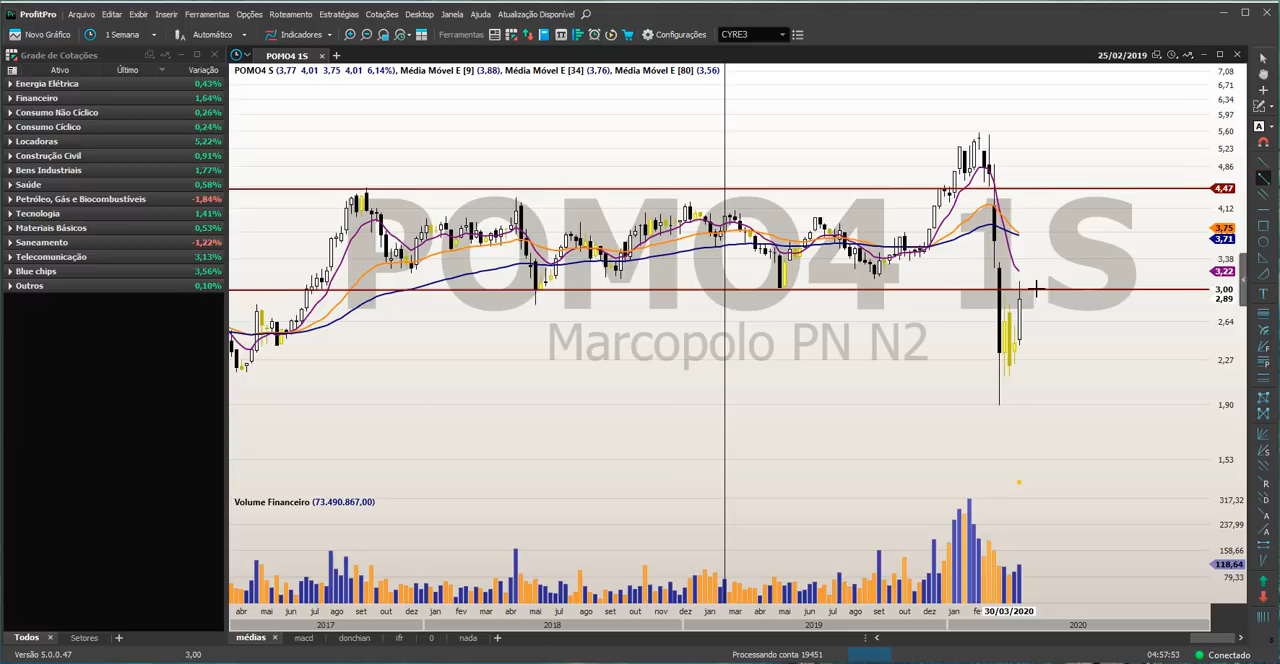 ProfitPro Arquivo Editar Exibir Inserir Ferramentas Opções Roteamento Estratégias Cotações Desktop Janela Ajuda Atualização Disponível
Novo Gráfico 1 Semana Automático Indicadores Ferramentas Configurações CYRE3
Grade de Cotações
POMO4 1S
25/02/2019
Ativo Último Variação
Energia Elétrica 0,43%
Financeiro 1,64%
Consumo Não Cíclico 0,26%
Consumo Cíclico 0,24%
Locadoras 5,22%
Construção Civil 0,91%
Bens Industriais 1,77%
Saúde 0,58%
Petróleo, Gás e Biocombustíveis -1,84%
Tecnologia 1,41%
Materiais Básicos 0,53%
Saneamento -1,22%
Telecomunicação 3,13%
Blue chips 3,56%
Outros 0,10%
POMO4 S (3,77 4,01 3,75 4,01 6,14%), Média Móvel E [9] (3,88), Média Móvel E [34] (3,76), Média Móvel E [80] (3,56)
POMO4 1S
Marcopolo PN N2
7,08
6,71
6,34
5,97
5,60
5,23
4,86
4,47
4,12
3,75
3,71
3,38
3,22
3,00
2,89
2,64
2,27
1,90
1,53
Volume Financeiro (73.490.867,00)
317,32
237,99
158,66
118,64
79,33
abr mai jun jul ago set out dez jan fev mar abr mai jun ago set out nov dez jan mar abr mai jun jul ago set out dez jan fe 30/03/2020
2017 2018 2019 2020
Todos Setores
médias macd donchian ifr 0 nada
Versão 5.0.0.47 3,00 Processando conta 19451 04:57:53 Conectado